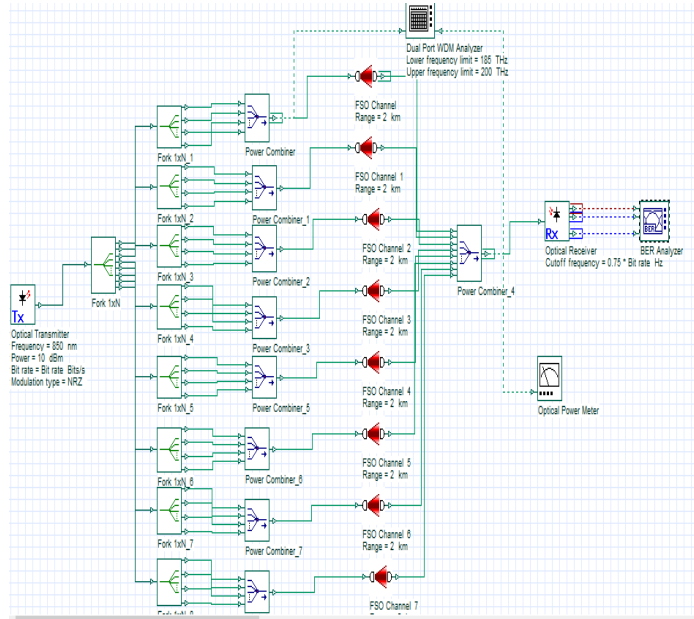 Dual Port WDM Analyzer
Lower frequency limit = 185 THz
Upper frequency limit = 200 THz
FSO Channel
Range = 2 km
Fork 1xN_1
Power Combiner
FSO Channel 1
Range = 2 km
Fork 1xN_2
Power Combiner_1
FSO Channel 2
Range = 2 km
Fork 1xN_3
Power Combiner_2
Rx
Optical Receiver
Cutoff frequency = 0.75 * Bit rate Hz
BER
BER Analyzer
Fork 1xN
Power Combiner_4
Tx
Optical Transmitter
Frequency = 850 nm
Power = 10 dBm
Bit rate = Bit rate Bits/s
Modulation type = NRZ
Fork 1xN_4
Power Combiner_3
FSO Channel 3
Range = 2 km
Fork 1xN_5
Power Combiner_5
FSO Channel 4
Range = 2 km
Optical Power Meter
Fork 1xN_6
Power Combiner_6
FSO Channel 5
Range = 2 km
Fork 1xN_7
Power Combiner_7
FSO Channel 6
Range = 2 km
FSO Channel 7